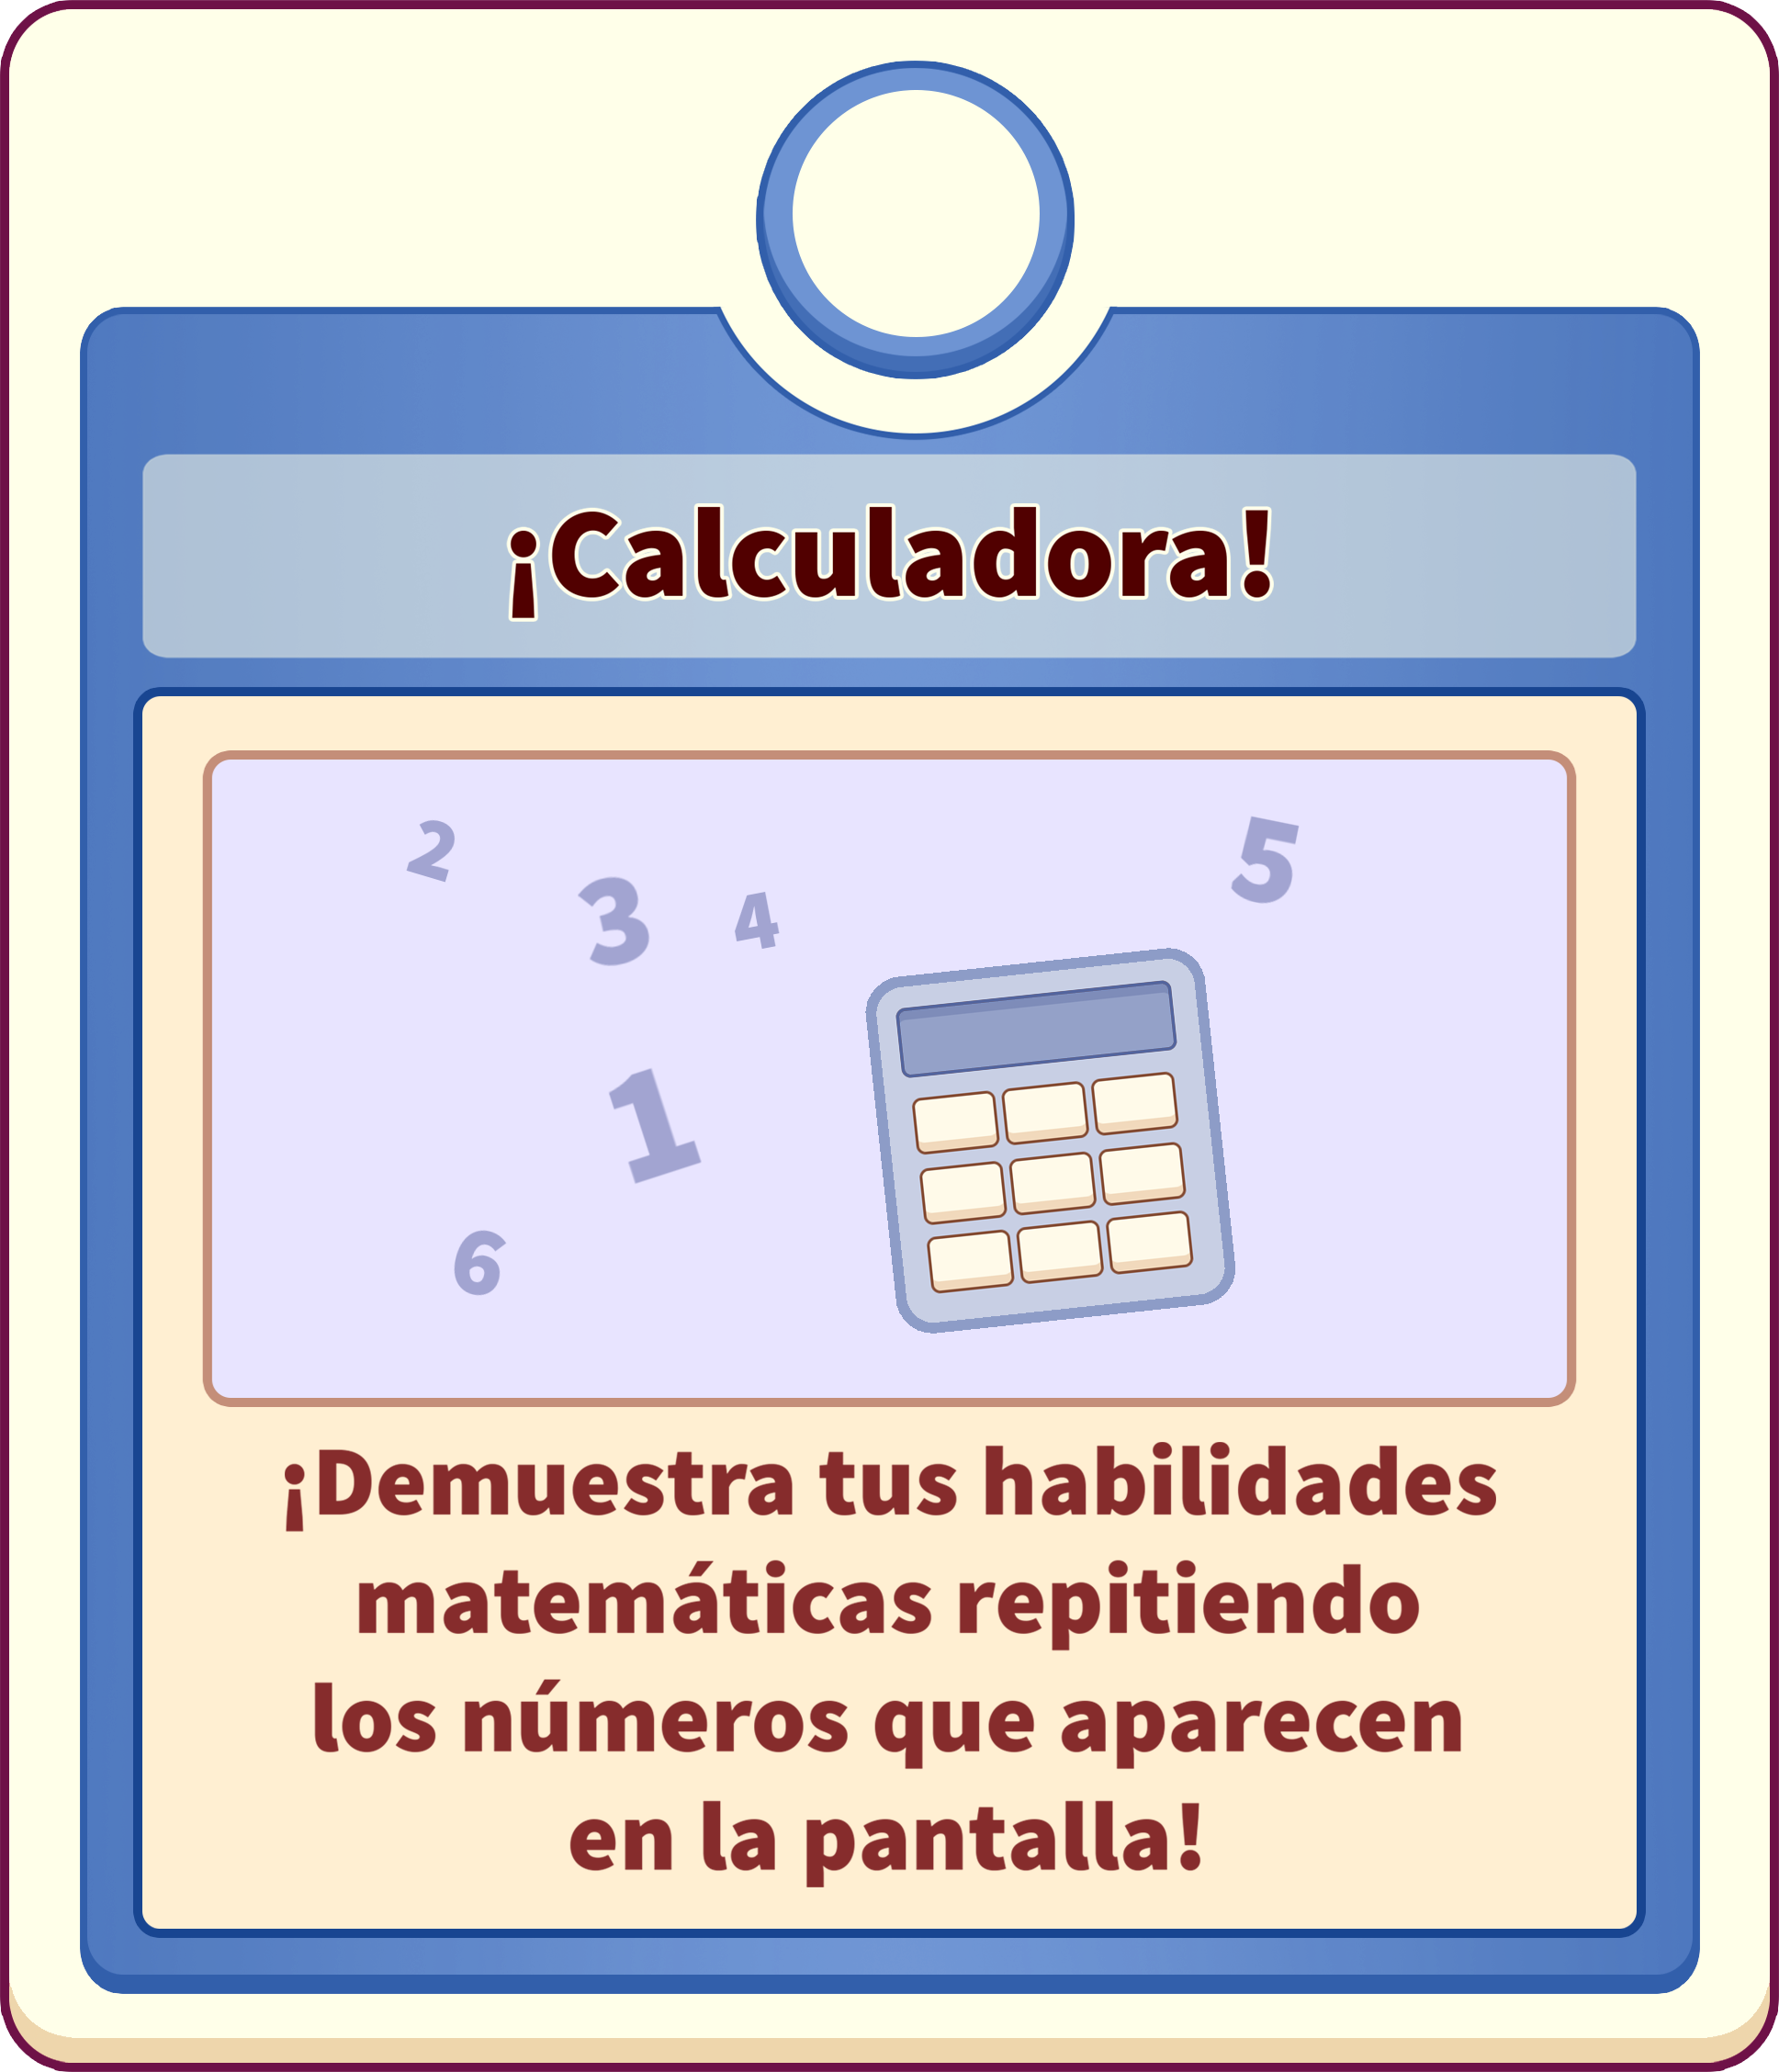 ¡Calculadora!
2
3
4
5
1
6
¡Demuestra tus habilidades
matemáticas repitiendo
los números que aparecen
en la pantalla!